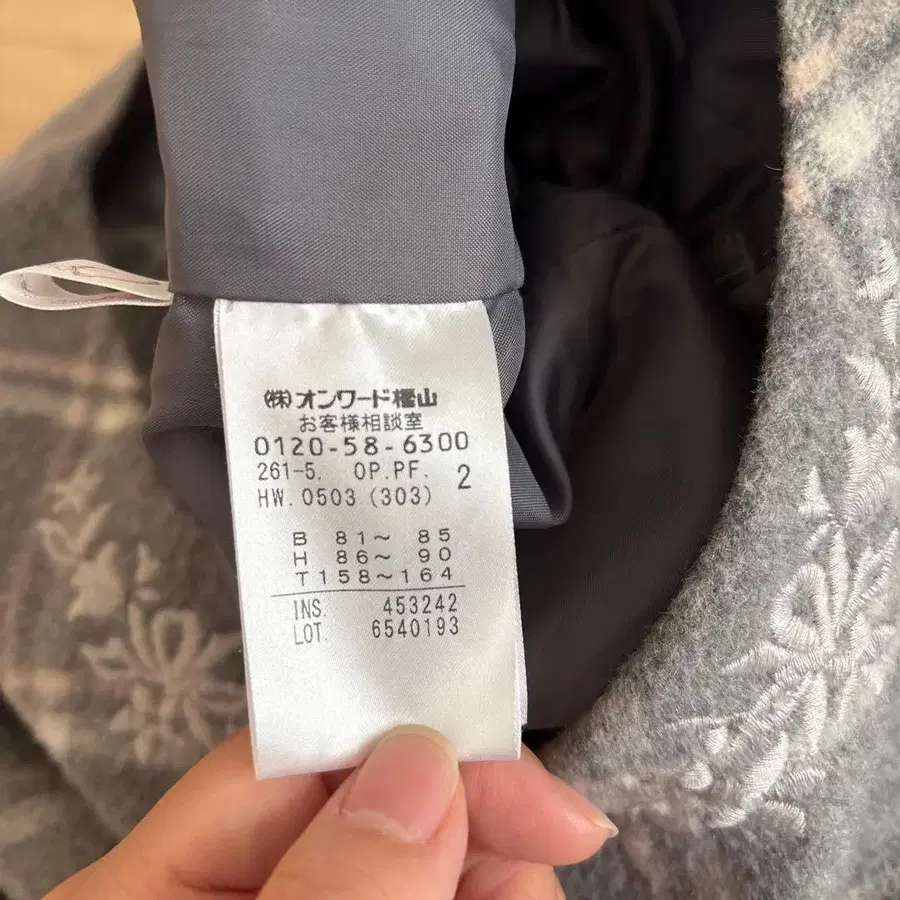 ㈱オンワード樫山
お客様相談室
0120-58-6300
261-5. OP.PF. 2
HW.0503 (303)
B 81～ 85
H 86～ 90
T158～164
INS. 453242
LOT. 6540193